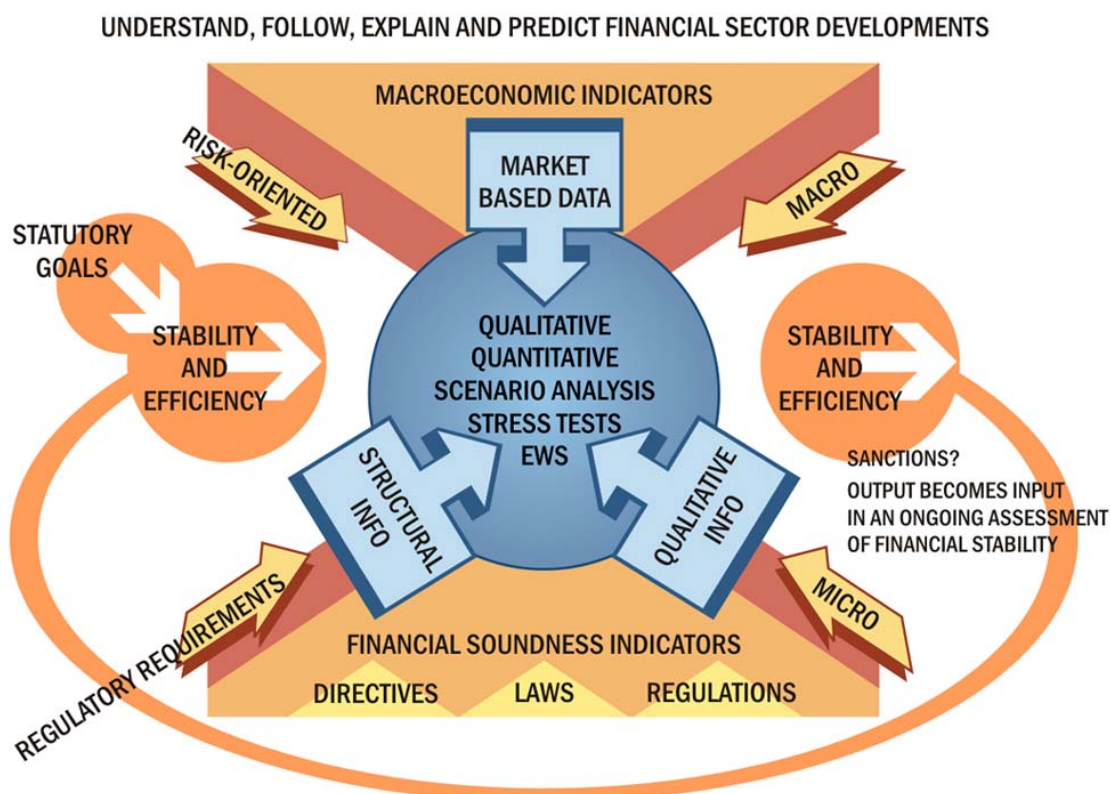 UNDERSTAND, FOLLOW, EXPLAIN AND PREDICT FINANCIAL SECTOR DEVELOPMENTS
MACROECONOMIC INDICATORS
RISK-ORIENTED
MARKET
BASED DATA
MACRO
STATUTORY
GOALS
STABILITY
AND
EFFICIENCY
QUALITATIVE
QUANTITATIVE
SCENARIO ANALYSIS
STRESS TESTS
EWS
STABILITY
AND
EFFICIENCY
STRUCTURAL
INFO
QUALITATIVE
INFO
SANCTIONS?
OUTPUT BECOMES INPUT
IN AN ONGOING ASSESSMENT
OF FINANCIAL STABILITY
REGULATORY REQUIREMENTS
MICRO
FINANCIAL SOUNDNESS INDICATORS
DIRECTIVES
LAWS
REGULATIONS